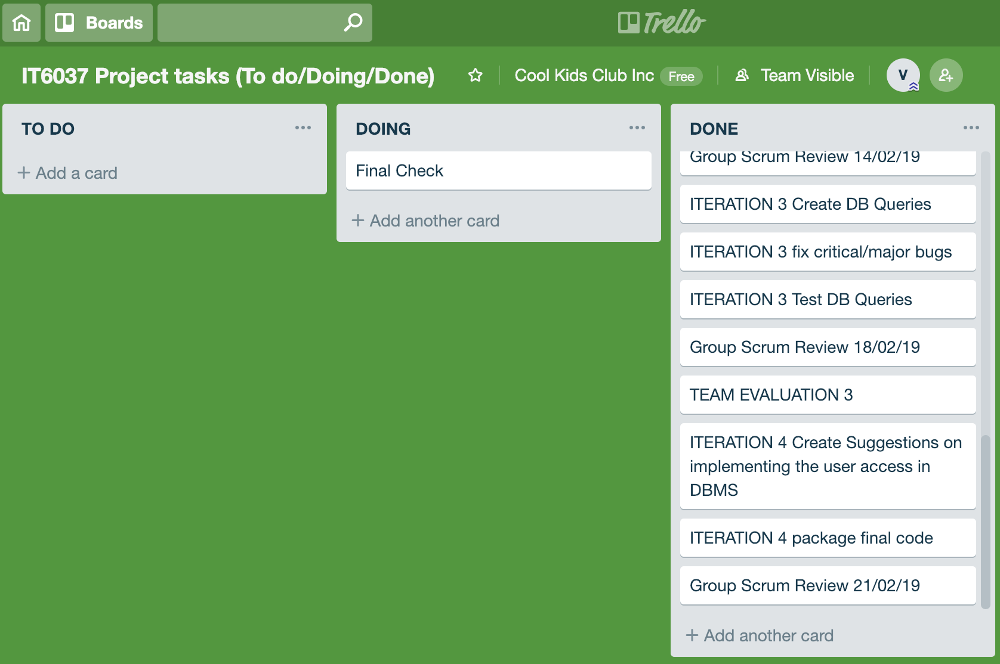 Boards
Trello
IT6037 Project tasks (To do/Doing/Done)
Cool Kids Club Inc Free
Team Visible
V
TO DO
+ Add a card
DOING
Final Check
+ Add another card
DONE
Group Scrum Review 14/02/19
ITERATION 3 Create DB Queries
ITERATION 3 fix critical/major bugs
ITERATION 3 Test DB Queries
Group Scrum Review 18/02/19
TEAM EVALUATION 3
ITERATION 4 Create Suggestions on
implementing the user access in
DBMS
ITERATION 4 package final code
Group Scrum Review 21/02/19
+ Add another card